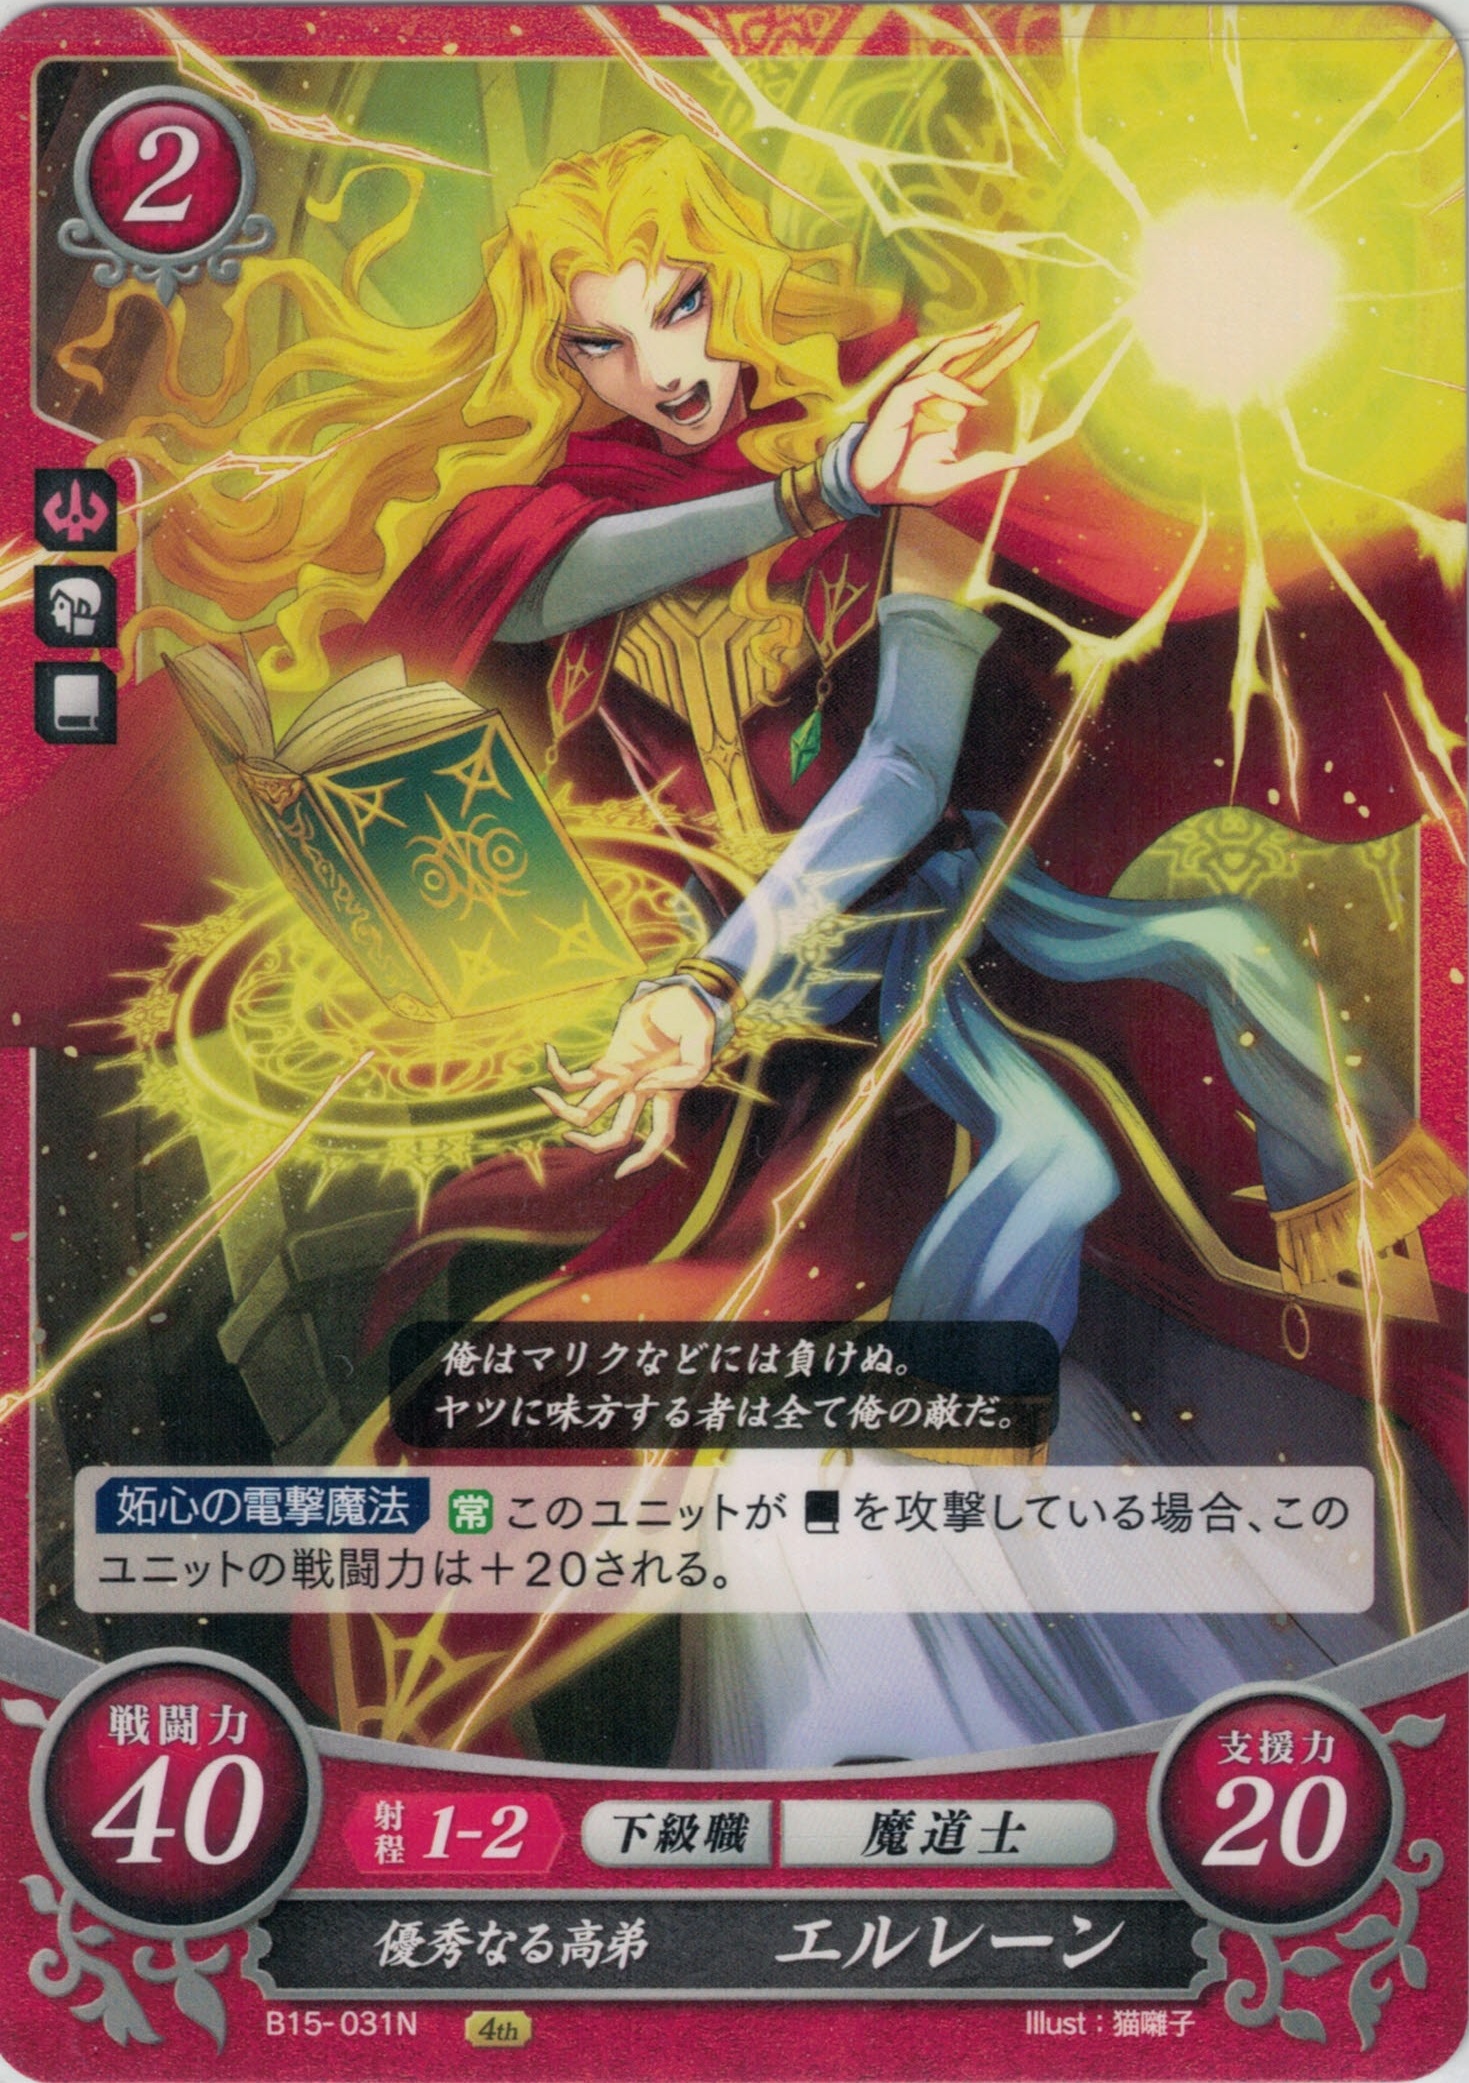 2
俺はマリクなどには負けぬ。
ヤツに味方する者は全て俺の敵だ。
妬心の電撃魔法 常 このユニットが を攻撃している場合、この
ユニットの戦闘力は＋20される。
戦闘力
40
射程 1-2
下級職
魔道士
支援力
20
優秀なる高弟 エルレーン
B15-031N
4th
Illust：猫囃子